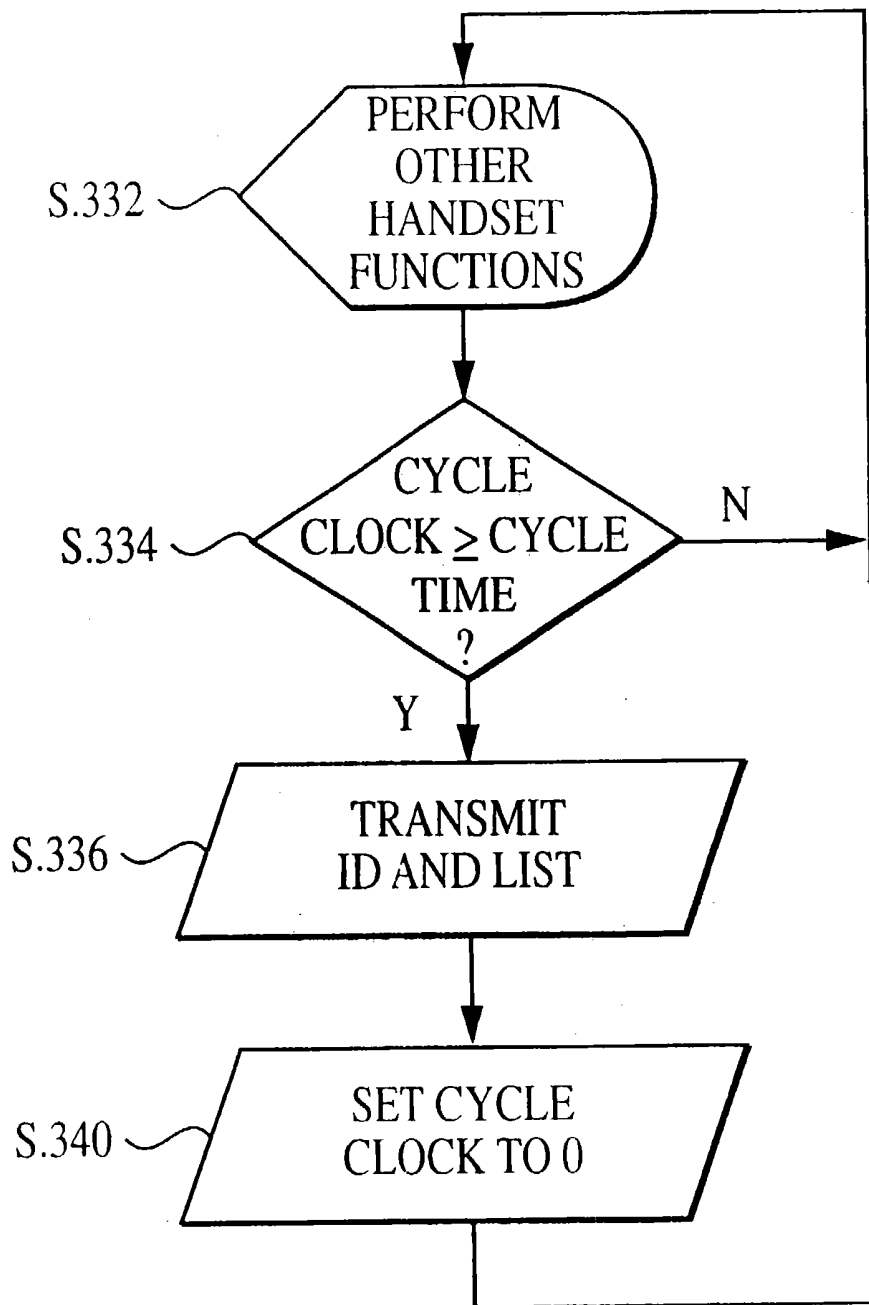 PERFORM
OTHER
HANDSET
FUNCTIONS
S.332
CYCLE
CLOCK ≥ CYCLE
TIME
?
S.334
N
Y
TRANSMIT
ID AND LIST
S.336
SET CYCLE
CLOCK TO 0
S.340